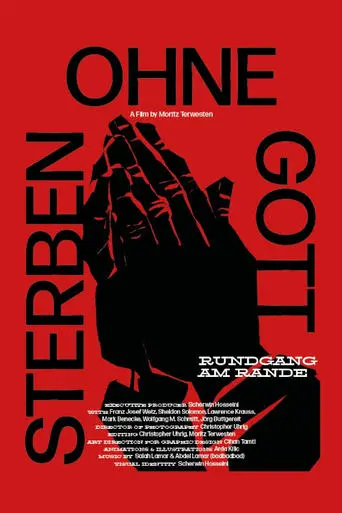 STERBEN
OHNE
GOTT
A Film by Moritz Terwesten
RUNDGANG
AM RANDE
EXECUTIVE PRODUCER Scherwin Hosseini
WITH Franz Josef Wetz, Sheldon Solomon, Lawrence Krauss,
Mark Benecke, Wolfgang M. Schmitt, Jörg Buttgereit
DIRECTOR OF PHOTOGRAPHY Christopher Uhrig
EDITING Christopher Uhrig, Moritz Terwesten
ART DIRECTION FOR GRAPHIC DESIGN Cihan Tamti
ANIMATIONS & ILLUSTRATIONS Arda Kilic
MUSIC BY Salah Lamar & Abdel Lamar (badbadbad)
VISUAL IDENTITY Scherwin Hosseini